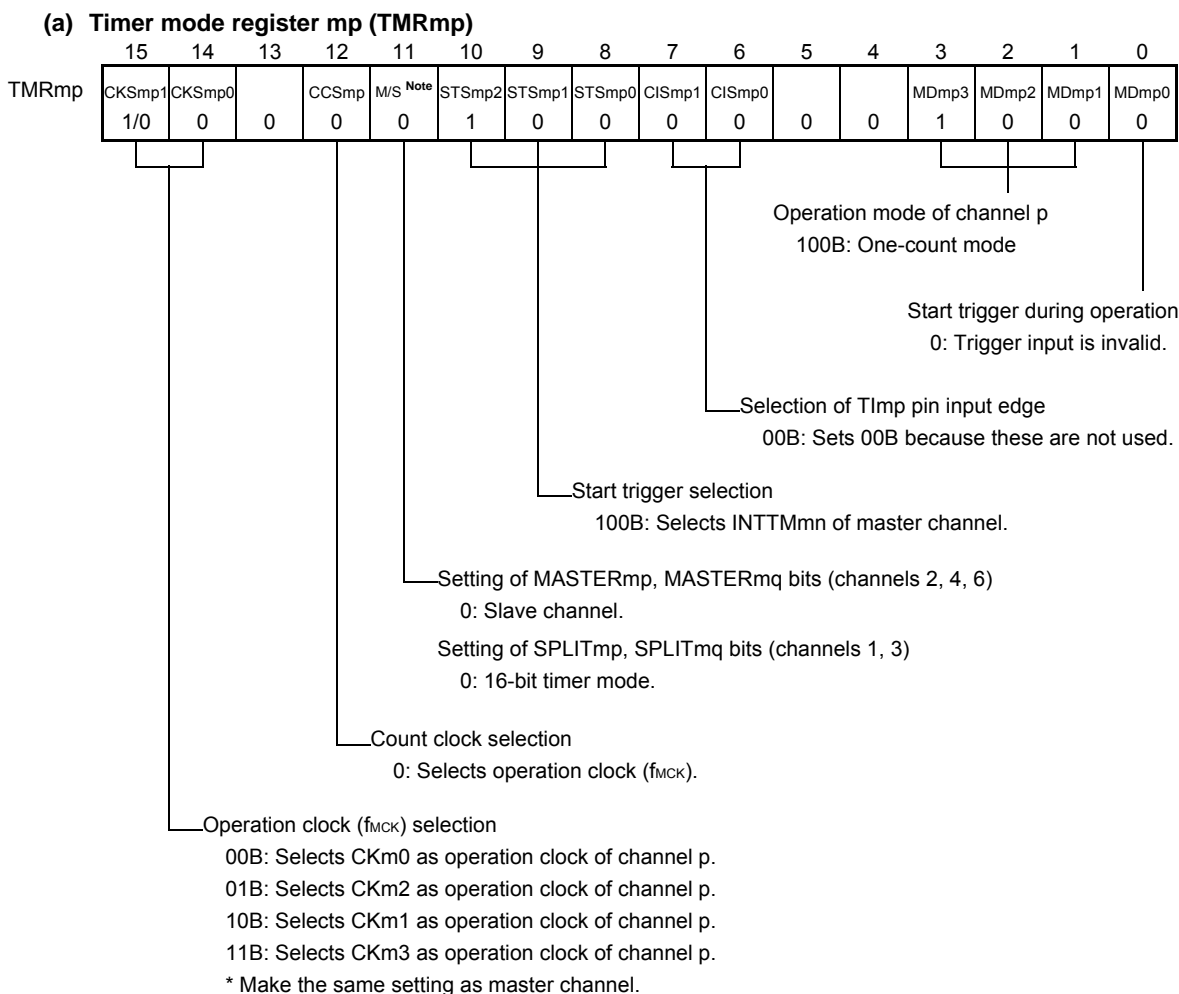 (a) Timer mode register mp (TMRmp)
15 14 13 12 11 10 9 8 7 6 5 4 3 2 1 0
TMRmp CKSmp1 CKSmp0 CCSmp M/S Note STSmp2 STSmp1 STSmp0 CISmp1 CISmp0 MDmp3 MDmp2 MDmp1 MDmp0
1/0 0 0 0 0 1 0 0 0 0 0 0 1 0 0 0
Operation mode of channel p
100B: One-count mode
Start trigger during operation
0: Trigger input is invalid.
Selection of TImp pin input edge
00B: Sets 00B because these are not used.
Start trigger selection
100B: Selects INTTMmn of master channel.
Setting of MASTERmp, MASTERmq bits (channels 2, 4, 6)
0: Slave channel.
Setting of SPLITmp, SPLITmq bits (channels 1, 3)
0: 16-bit timer mode.
Count clock selection
0: Selects operation clock (fMCK).
Operation clock (fMCK) selection
00B: Selects CKm0 as operation clock of channel p.
01B: Selects CKm2 as operation clock of channel p.
10B: Selects CKm1 as operation clock of channel p.
11B: Selects CKm3 as operation clock of channel p.
* Make the same setting as master channel.